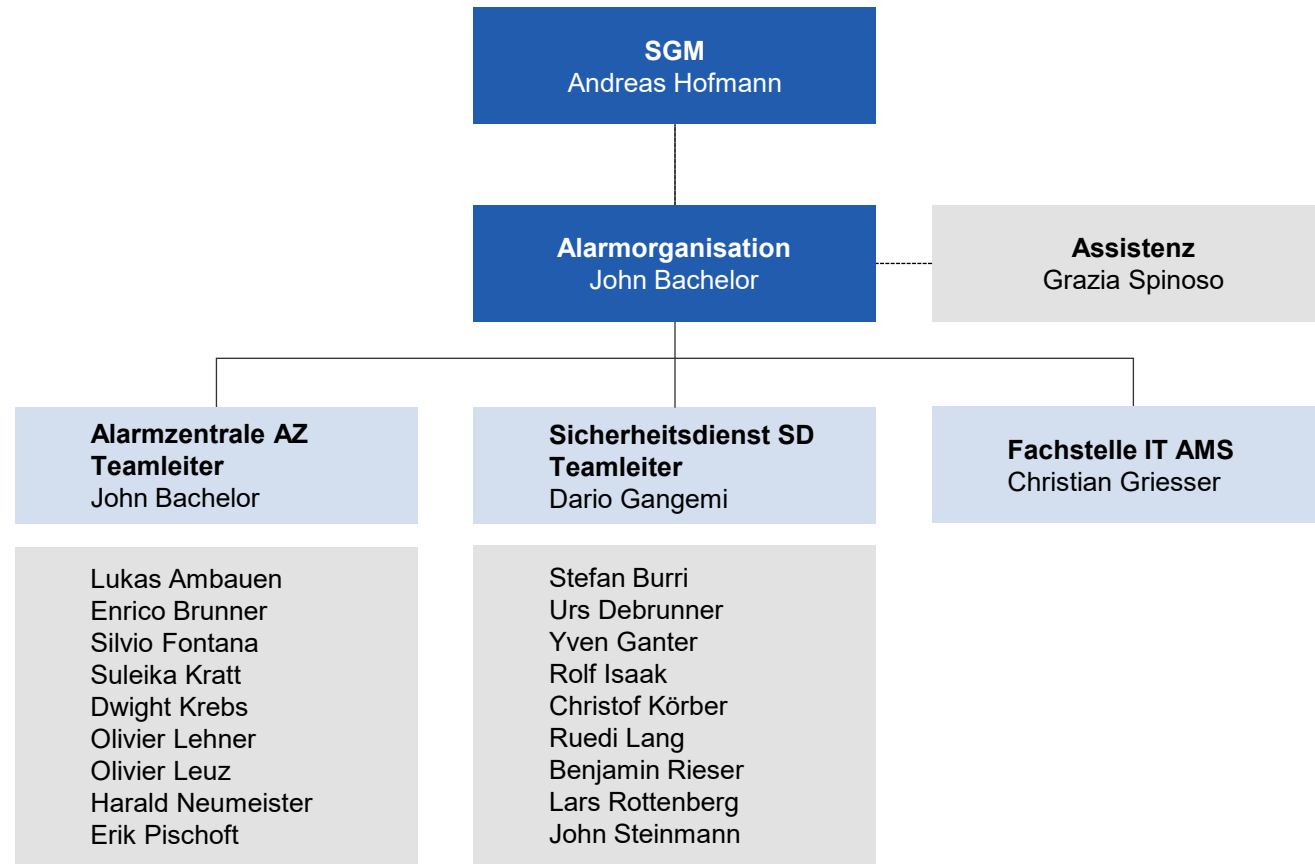 SGM
Andreas Hofmann
Alarmorganisation
John Bachelor
Assistenz
Grazia Spinoso
Alarmzentrale AZ
Teamleiter
John Bachelor
Sicherheitsdienst SD
Teamleiter
Dario Gangemi
Fachstelle IT AMS
Christian Griesser
Lukas Ambauen
Enrico Brunner
Silvio Fontana
Suleika Kratt
Dwight Krebs
Olivier Lehner
Olivier Leuz
Harald Neumeister
Erik Pischoft
Stefan Burri
Urs Debrunner
Yven Ganter
Rolf Isaak
Christof Körber
Ruedi Lang
Benjamin Rieser
Lars Rottenberg
John Steinmann